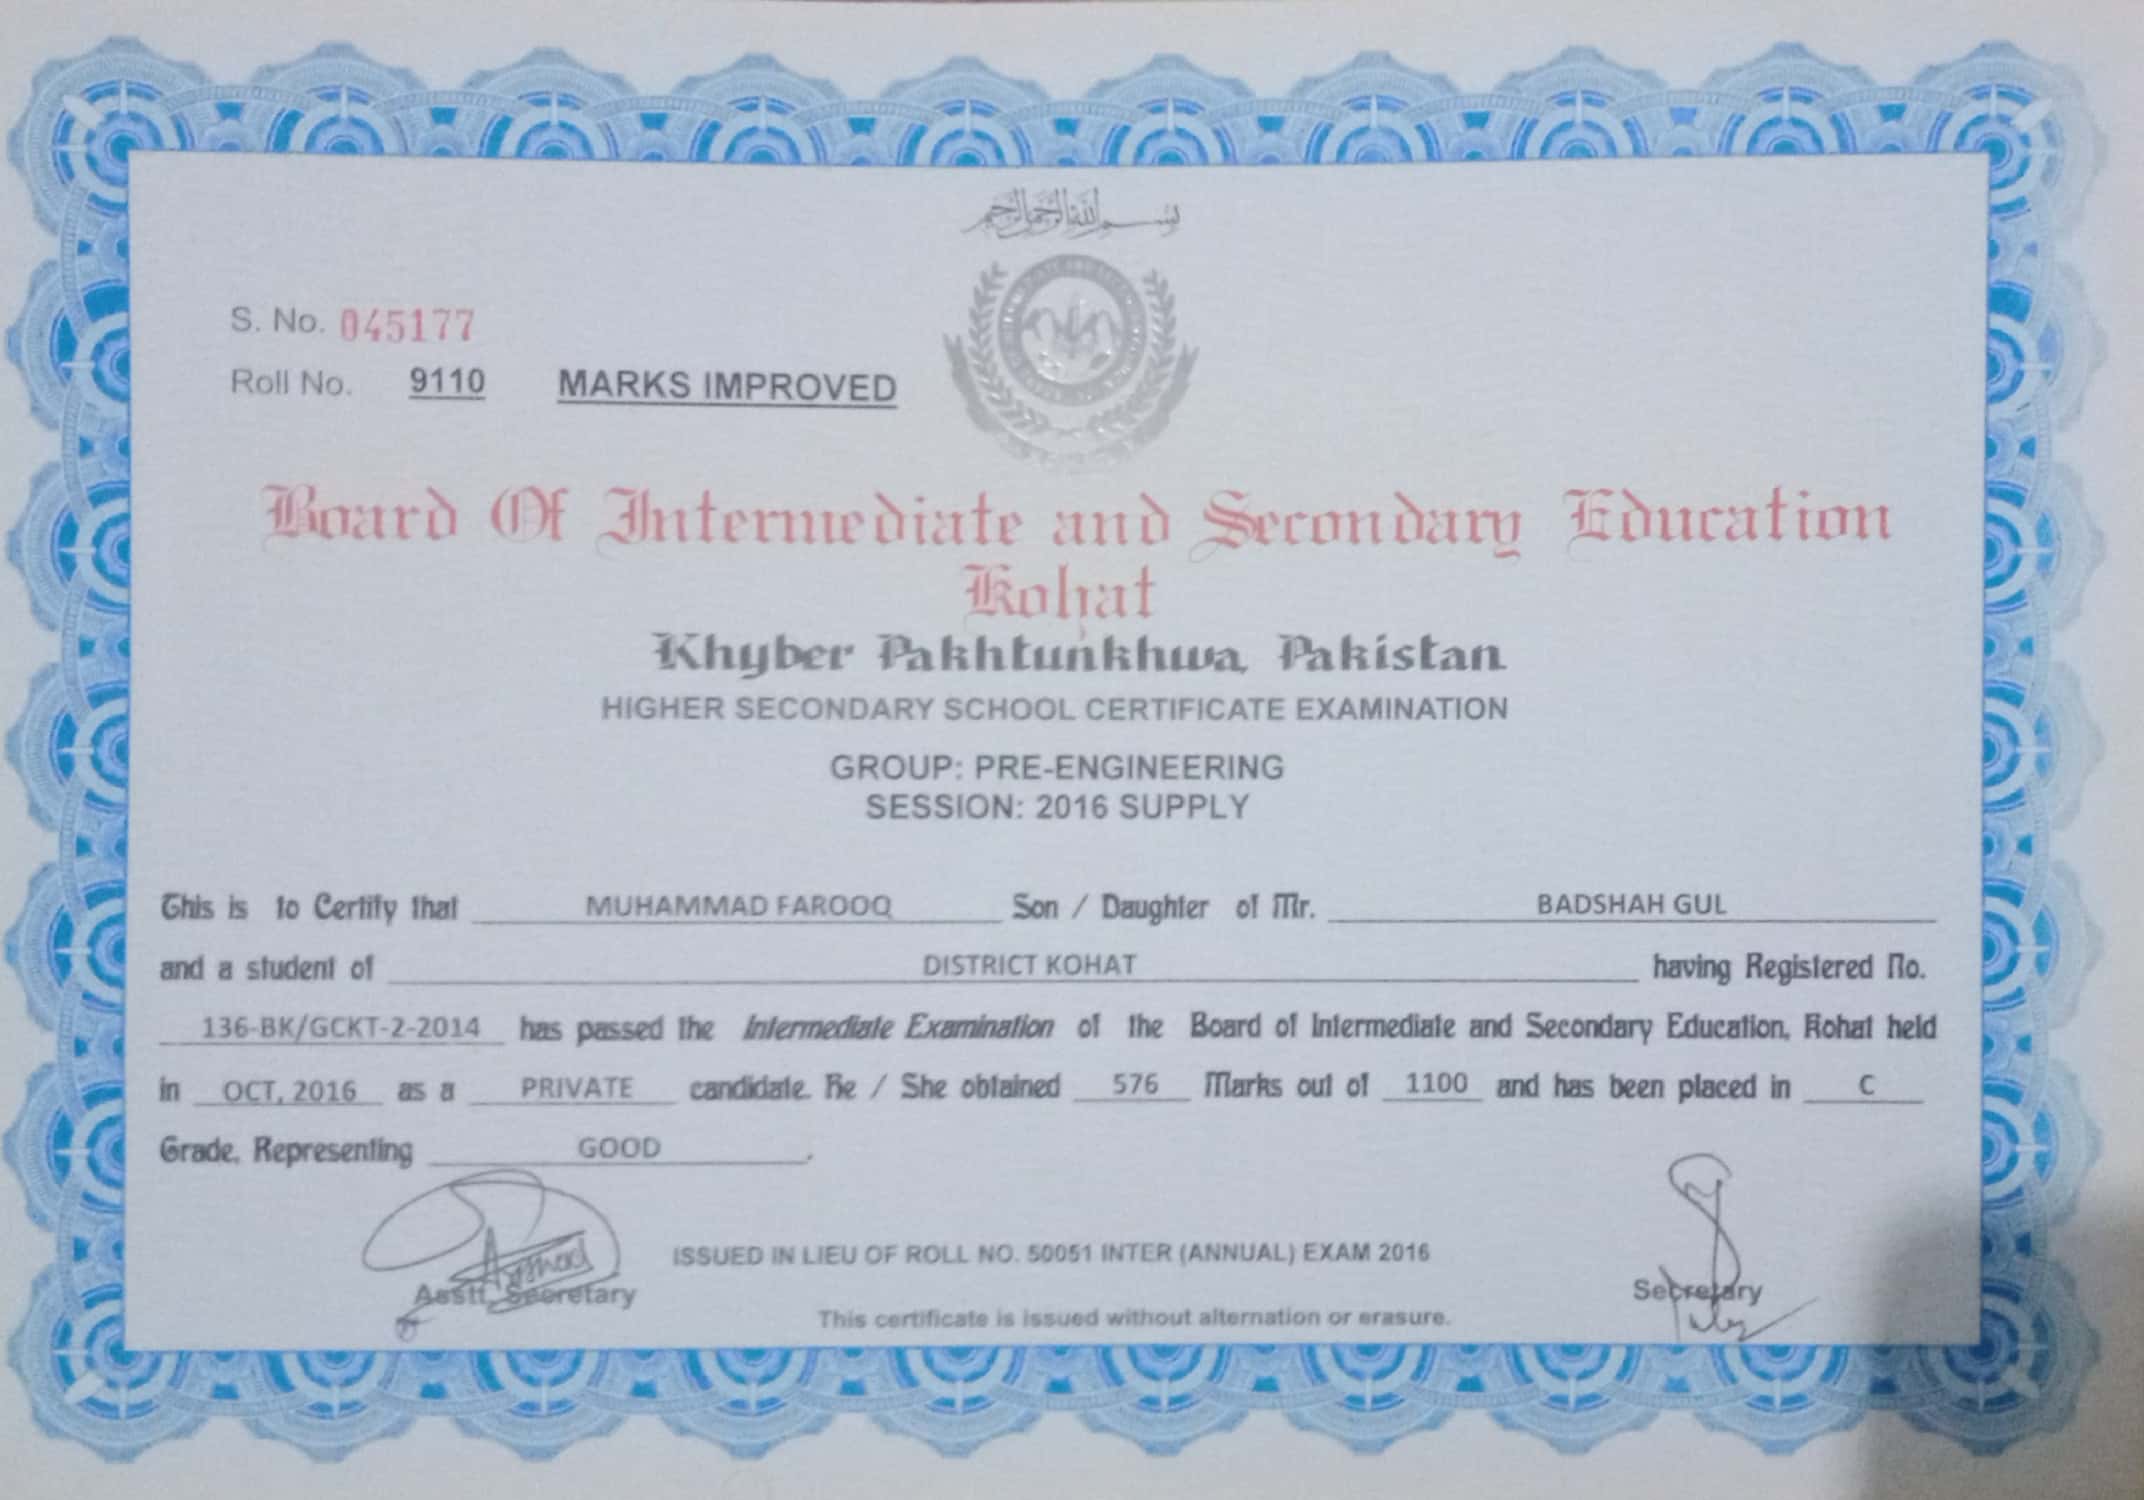 بسم الله الرحمن الرحيم
S. No. 045177
Roll No. 9110 MARKS IMPROVED
Board Of Intermediate and Secondary Education
Kohat
Khyber Pakhtunkhwa, Pakistan
HIGHER SECONDARY SCHOOL CERTIFICATE EXAMINATION
GROUP: PRE-ENGINEERING
SESSION: 2016 SUPPLY
This is to Certify that MUHAMMAD FAROOQ Son / Daughter of Mr. BADSHAH GUL
and a student of DISTRICT KOHAT having Registered No.
136-BK/GCKT-2-2014 has passed the Intermediate Examination of the Board of Intermediate and Secondary Education, Kohat held
in OCT, 2016 as a PRIVATE candidate. He / She obtained 576 Marks out of 1100 and has been placed in C
Grade, Representing GOOD.
ISSUED IN LIEU OF ROLL NO. 50051 INTER (ANNUAL) EXAM 2016
Asstt. Secretary
Secretary
This certificate is issued without alternation or erasure.